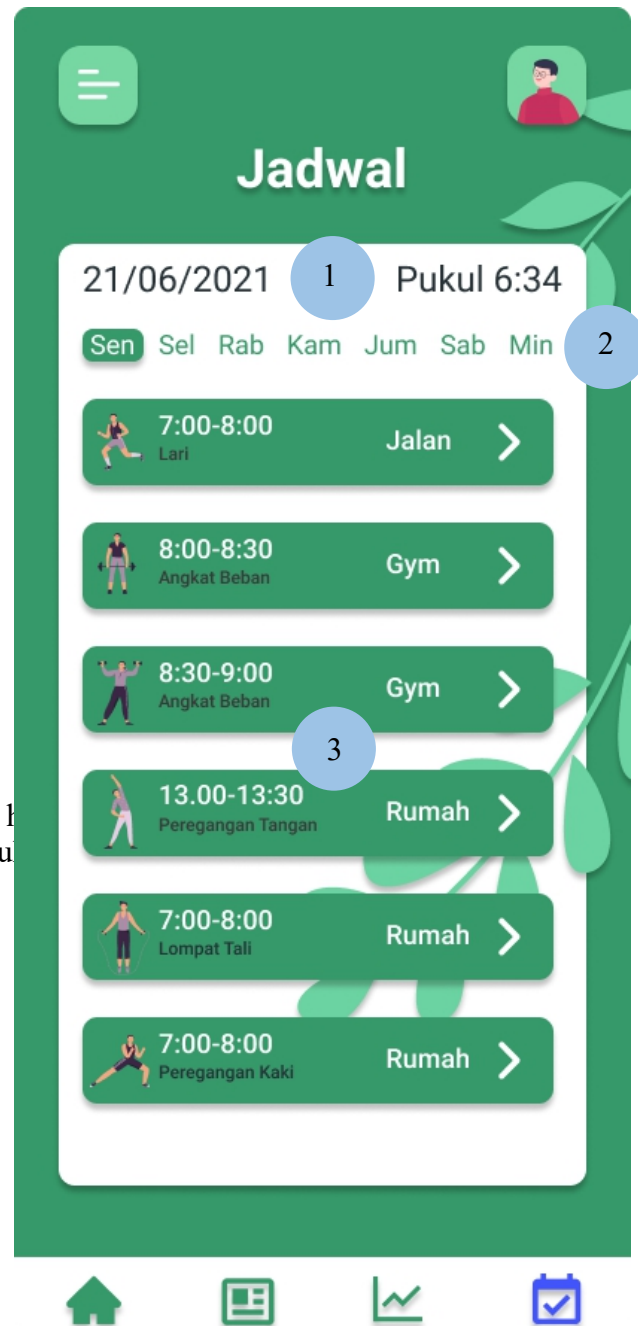 Jadwal
21/06/2021 1 Pukul 6:34
Sen Sel Rab Kam Jum Sab Min 2
7:00-8:00
Lari
Jalan
8:00-8:30
Angkat Beban
Gym
8:30-9:00
Angkat Beban
Gym
3
13.00-13:30
Peregangan Tangan
Rumah
7:00-8:00
Lompat Tali
Rumah
7:00-8:00
Peregangan Kaki
Rumah